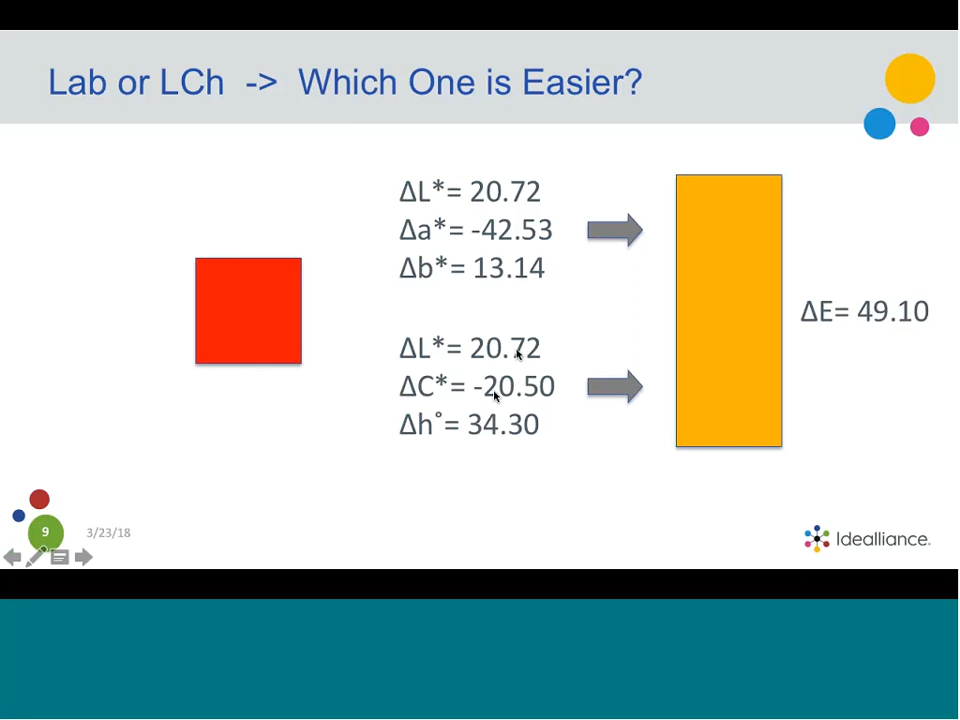 Lab or LCh -> Which One is Easier?
ΔL*= 20.72
Δa*= -42.53
Δb*= 13.14
ΔE= 49.10
ΔL*= 20.72
ΔC*= -20.50
Δh˚= 34.30
9
3/23/18
Idealliance.